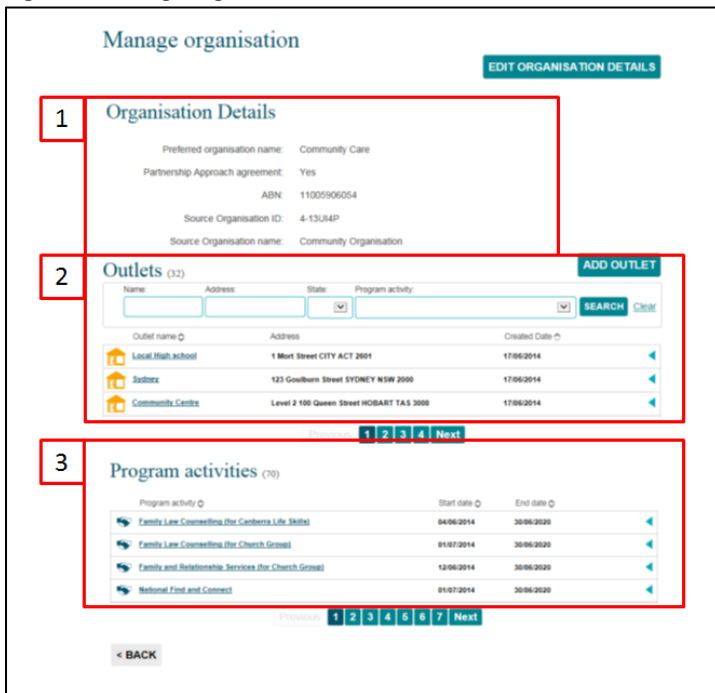 Manage organisation
EDIT ORGANISATION DETAILS
1
Organisation Details
Preferred organisation name: Community Care
Partnership Approach agreement: Yes
ABN: 11005906054
Source Organisation ID: 4-13UI4P
Source Organisation name: Community Organisation
2
Outlets (32)
ADD OUTLET
Name: Address: State: Program activity:
SEARCH Clear
Outlet name Address Created Date
Local High school 1 Mort Street CITY ACT 2601 17/06/2014
Sydney 123 Goulburn Street SYDNEY NSW 2000 17/06/2014
Community Centre Level 2 100 Queen Street HOBART TAS 3000 17/06/2014
Previous 1 2 3 4 Next
3
Program activities (70)
Program activity Start date End date
Family Law Counselling (for Canberra Life Skills) 04/06/2014 30/06/2020
Family Law Counselling (for Church Group) 01/07/2014 30/06/2020
Family and Relationship Services (for Church Group) 12/06/2014 30/06/2020
National Find and Connect 01/07/2014 30/06/2020
Previous 1 2 3 4 5 6 7 Next
< BACK